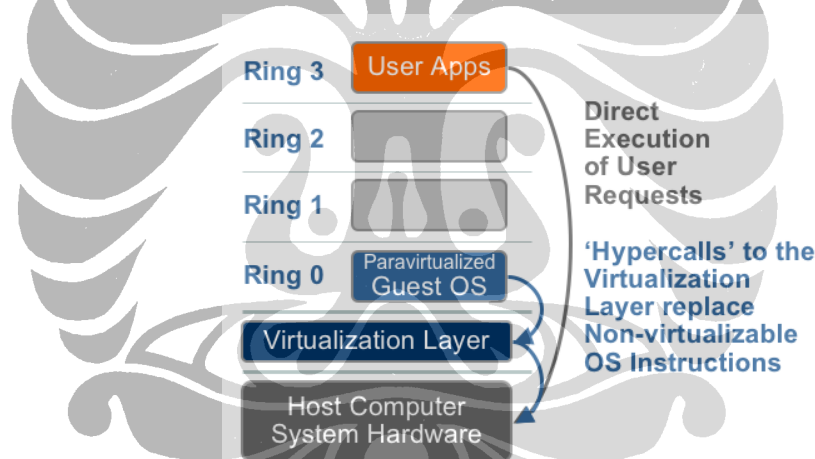 Ring 3
User Apps
Ring 2
Ring 1
Ring 0
Paravirtualized
Guest OS
Virtualization Layer
Host Computer
System Hardware
Direct
Execution
of User
Requests
‘Hypercalls’ to the
Virtualization
Layer replace
Non-virtualizable
OS Instructions